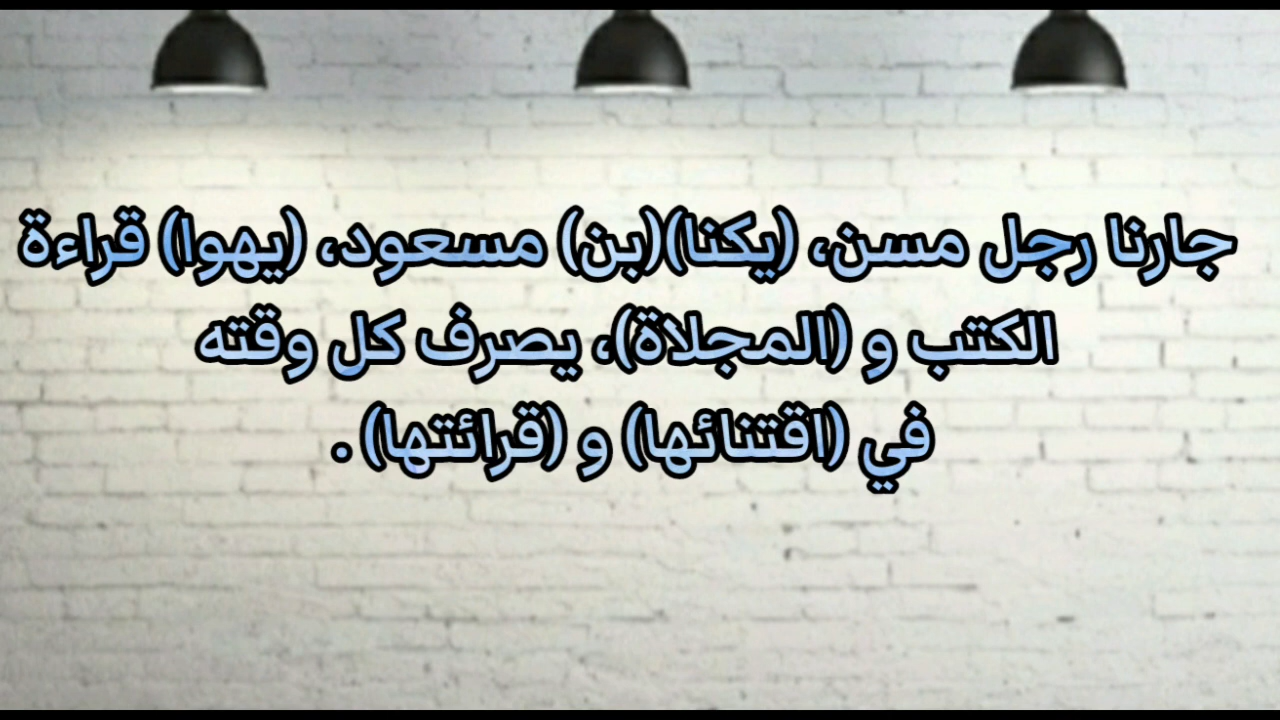 جارنا رجل مسن، (يكنا)(بن) مسعود، (يهوا) قراءة
الكتب و (المجلاة)، يصرف كل وقته
في (اقتنائها) و (قرائتها) .